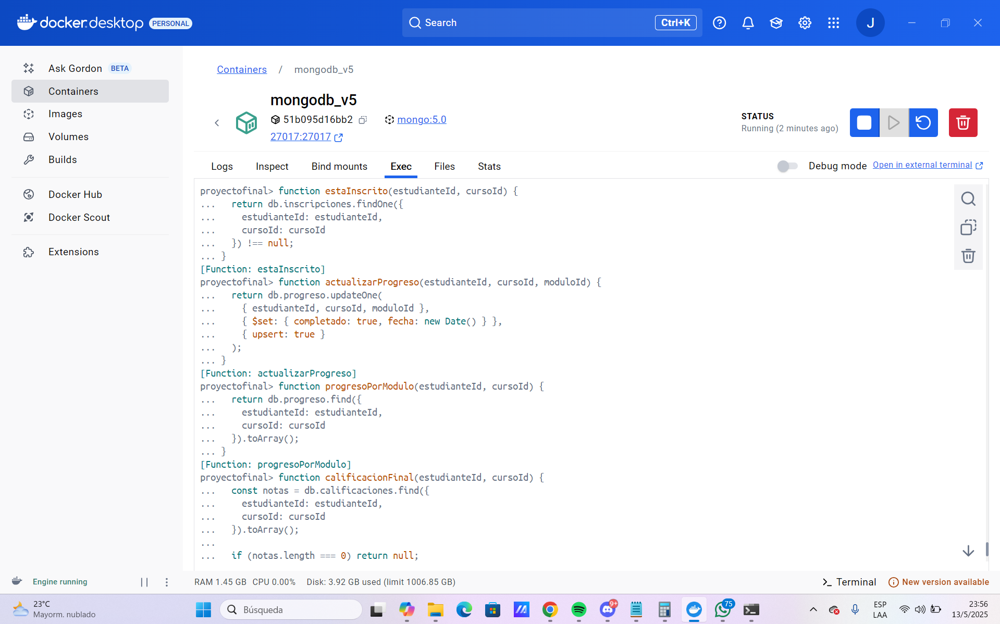 docker.desktop PERSONAL
Search
Ctrl+K
J
Ask Gordon BETA
Containers
Images
Volumes
Builds
Docker Hub
Docker Scout
Extensions
Containers / mongodb_v5
mongodb_v5
51b095d16bb2 mongo:5.0
27017:27017
STATUS
Running (2 minutes ago)
Logs Inspect Bind mounts Exec Files Stats
Debug mode Open in external terminal
proyectofinal> function estaInscrito(estudianteId, cursoId) {
...   return db.inscripciones.findOne({
...     estudianteId: estudianteId,
...     cursoId: cursoId
...   }) !== null;
... }
[Function: estaInscrito]
proyectofinal> function actualizarProgreso(estudianteId, cursoId, moduloId) {
...   return db.progreso.updateOne(
...     { estudianteId, cursoId, moduloId },
...     { $set: { completado: true, fecha: new Date() } },
...     { upsert: true }
...   );
... }
[Function: actualizarProgreso]
proyectofinal> function progresoPorModulo(estudianteId, cursoId) {
...   return db.progreso.find({
...     estudianteId: estudianteId,
...     cursoId: cursoId
...   }).toArray();
... }
[Function: progresoPorModulo]
proyectofinal> function calificacionFinal(estudianteId, cursoId) {
...   const notas = db.calificaciones.find({
...     estudianteId: estudianteId,
...     cursoId: cursoId
...   }).toArray();
...
...   if (notas.length === 0) return null;
Engine running
RAM 1.45 GB CPU 0.00% Disk: 3.92 GB used (limit 1006.85 GB)
Terminal
New version available
23°C
Mayorm. nublado
Búsqueda
9+
75
ESP
LAA
23:56
13/5/2025